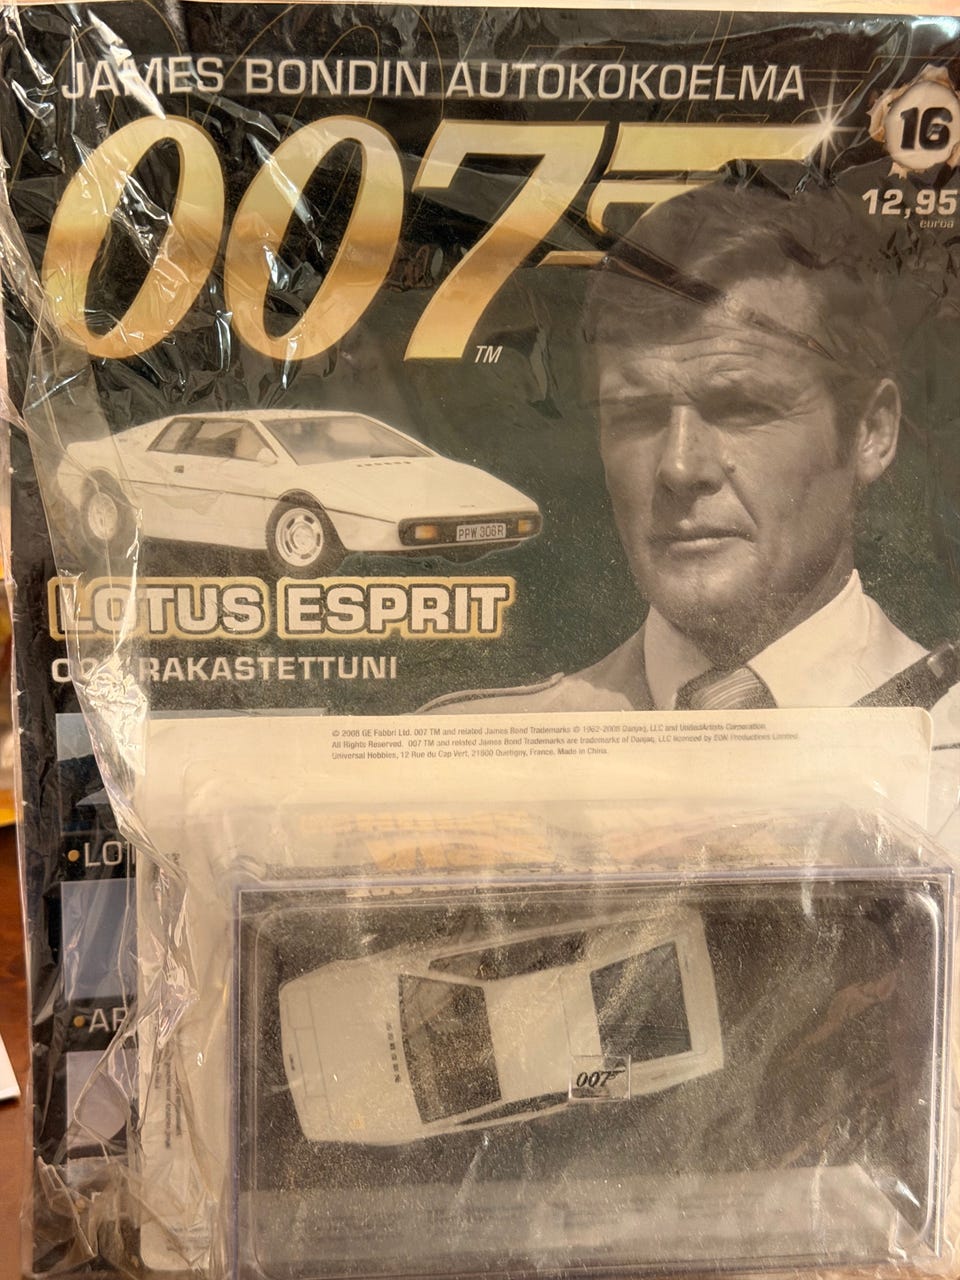 JAMES BONDIN AUTOKOKOELMA
16
007
TM
12,95
euroa
PPW 306R
LOTUS ESPRIT
RAKASTETTUNI
© 2008 GE Fabbri Ltd. 007 TM and related James Bond Trademarks © 1962-2008 Danjaq, LLC and United Artists Corporation.
All Rights Reserved. 007 TM and related James Bond Trademarks are trademarks of Danjaq, LLC licensed by EON Productions Limited.
Universal Hobbies, 12 Rue du Cap Vert, 21800 Quetigny, France. Made in China.
•LOT
•AR
007